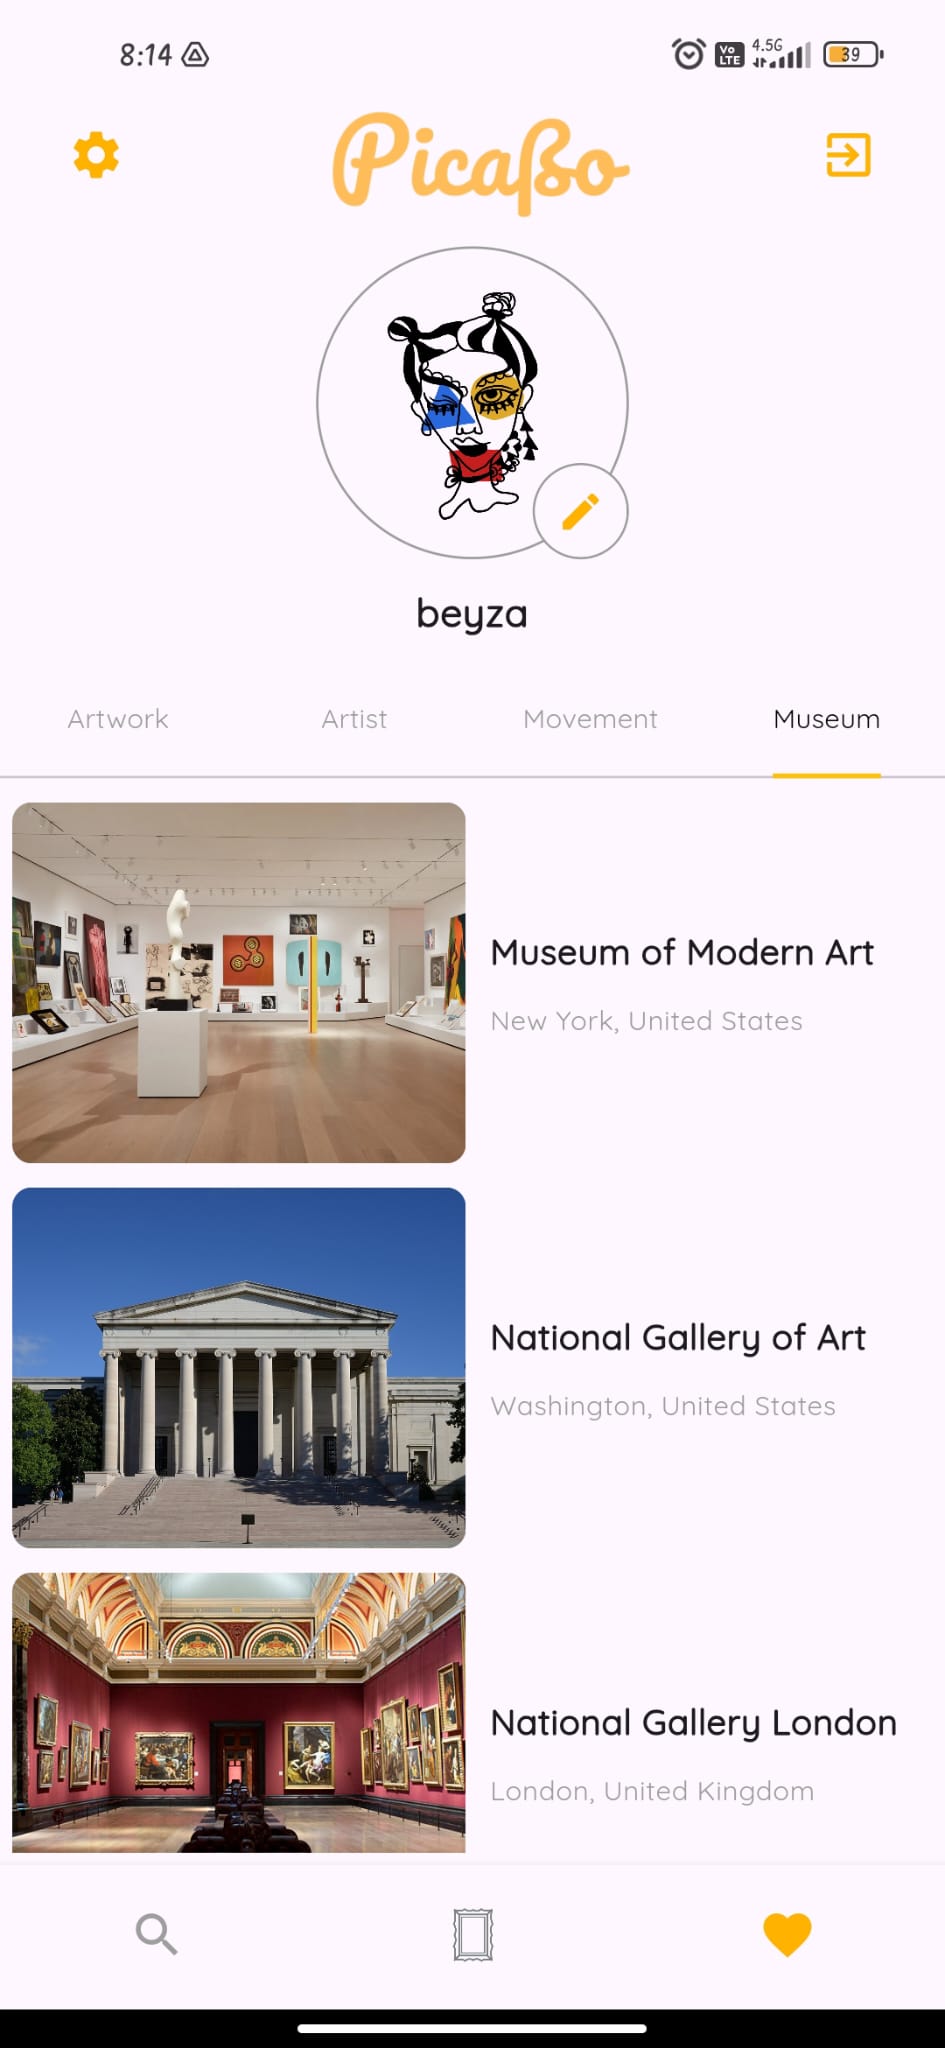 8:14
Vo
LTE
4.5G
39
Picaßo
beyza
Artwork
Artist
Movement
Museum
Museum of Modern Art
New York, United States
National Gallery of Art
Washington, United States
National Gallery London
London, United Kingdom